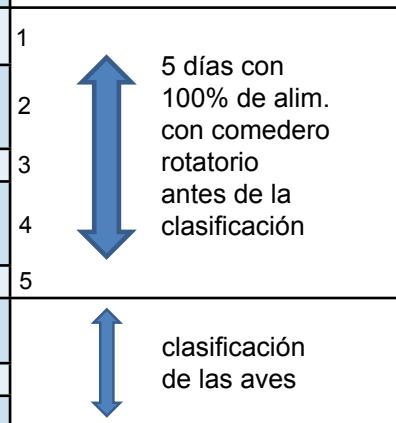 1
5 días con
100% de alim.
2
con comedero
3
rotatorio
antes de la
4
clasificación
5
clasificación
de las aves